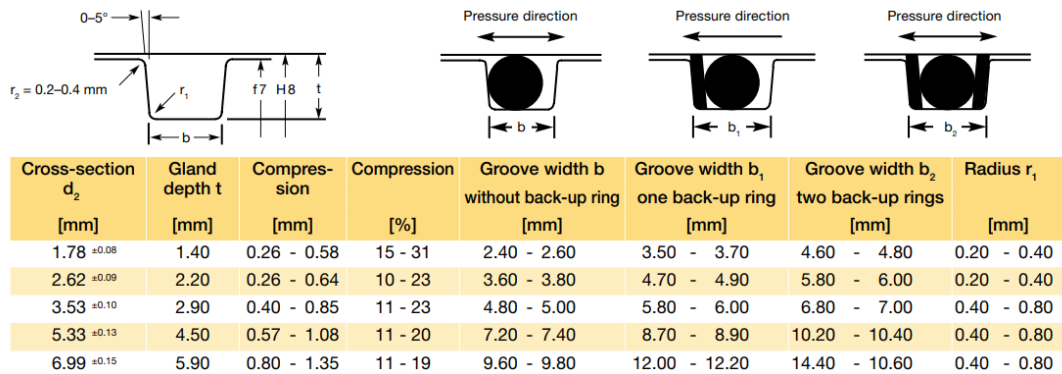 0–5°
r2 = 0.2–0.4 mm
r1
b
f7 H8 t
Pressure direction
b
Pressure direction
b1
Pressure direction
b2
Cross-section d2 [mm] Gland depth t [mm] Compres-sion [mm] Compression [%] Groove width b without back-up ring [mm] Groove width b1 one back-up ring [mm] Groove width b2 two back-up rings [mm] Radius r1 [mm]
1.78 ±0.08 1.40 0.26 - 0.58 15 - 31 2.40 - 2.60 3.50 - 3.70 4.60 - 4.80 0.20 - 0.40
2.62 ±0.09 2.20 0.26 - 0.64 10 - 23 3.60 - 3.80 4.70 - 4.90 5.80 - 6.00 0.20 - 0.40
3.53 ±0.10 2.90 0.40 - 0.85 11 - 23 4.80 - 5.00 5.80 - 6.00 6.80 - 7.00 0.40 - 0.80
5.33 ±0.13 4.50 0.57 - 1.08 11 - 20 7.20 - 7.40 8.70 - 8.90 10.20 - 10.40 0.40 - 0.80
6.99 ±0.15 5.90 0.80 - 1.35 11 - 19 9.60 - 9.80 12.00 - 12.20 14.40 - 10.60 0.40 - 0.80